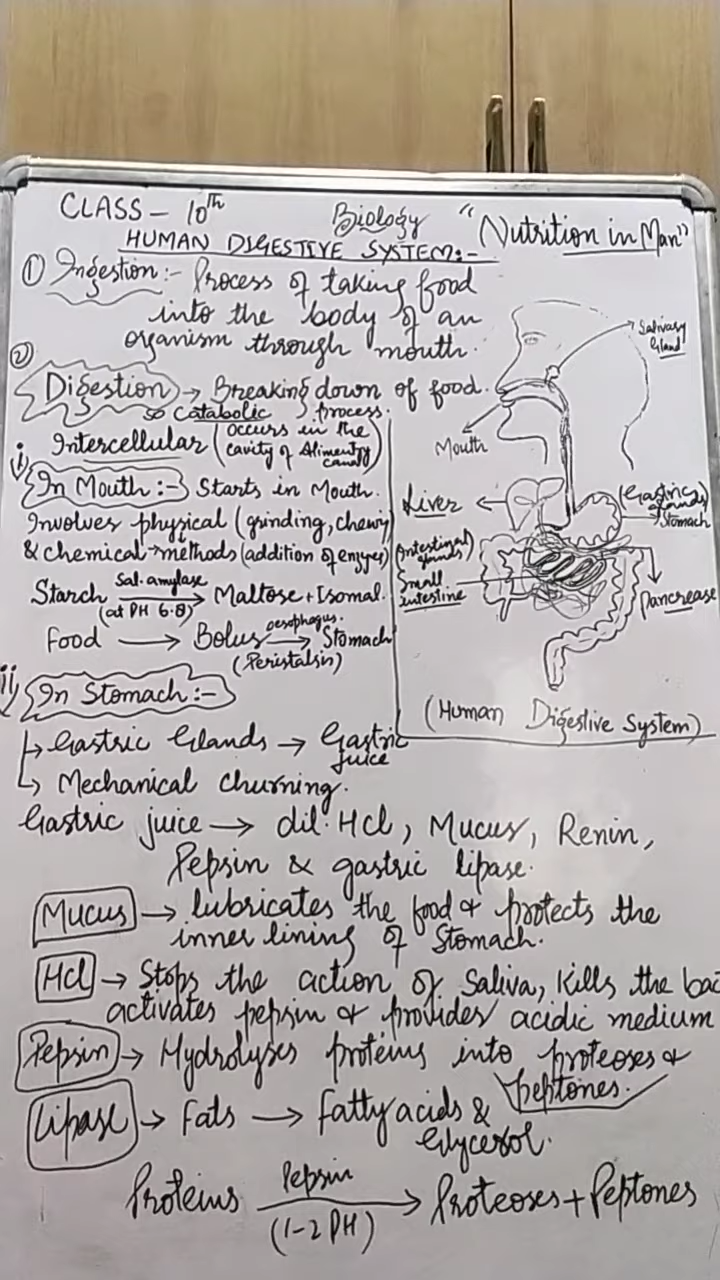 CLASS - 10th Biology "Nutrition in Man"
HUMAN DIGESTIVE SYSTEM:-
① Ingestion:- Process of taking food
into the body of an
organism through mouth.
②
Digestion → Breaking down of food.
so catabolic process.
Intercellular (occurs in the
cavity of Alimenty
canal)
i) In Mouth:- Starts in Mouth.
Involves physical (grinding, chewy
& chemical methods (addition of enzyes)
Starch Sal. amylase → Maltose + Isomal.
(at PH 6.8)
Food → Bolus oesophagus → Stomach
(Peristalsin)
Salivary
Gland
Mouth
Liver
(Gastric
glands)
Stomach
(Intestinal
glands)
Small
intestine
Pancrease
(Human Digestive System)
ii) In Stomach:-
↳ Gastric Glands → Gastric
juice
↳ Mechanical churning.
Gastric juice → dil. Hcl, Mucus, Renin,
Pepsin & gastric lipase.
Mucus → lubricates the food & protects the
inner lining of Stomach.
Hcl → Stops the action of Saliva, kills the bac
activates pepsin & provides acidic medium
Pepsin → Hydrolyses proteins into proteoses &
peptones.
Lipase → Fats → Fatty acids &
Glycerol.
Proteins Pepsin → Proteoses + Peptones
(1-2 PH)